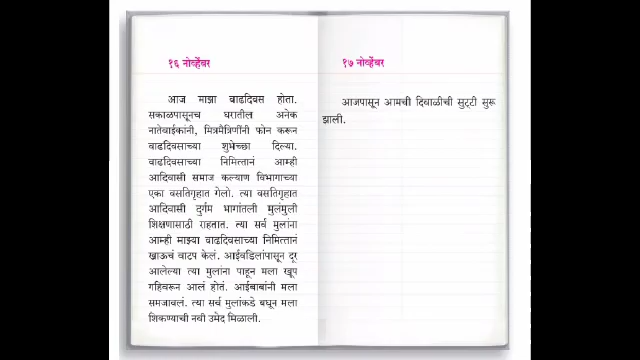 १६ नोव्हेंबर
आज माझा वाढदिवस होता.
सकाळपासूनच घरातील अनेक
नातेवाईकांनी, मित्रमैत्रिणींनी फोन करून
वाढदिवसाच्या शुभेच्छा दिल्या.
वाढदिवसाच्या निमित्तानं आम्ही
आदिवासी समाज कल्याण विभागाच्या
एका वसतिगृहात गेलो. त्या वसतिगृहात
आदिवासी दुर्गम भागांतली मुलंमुली
शिक्षणासाठी राहतात. त्या सर्व मुलांना
आम्ही माझ्या वाढदिवसाच्या निमित्तानं
खाऊचं वाटप केलं. आईवडिलांपासून दूर
आलेल्या त्या मुलांना पाहून मला खूप
गहिवरून आलं होतं. आईबाबांनी मला
समजावलं. त्या सर्व मुलांकडे बघून मला
शिकण्याची नवी उमेद मिळाली.
१७ नोव्हेंबर
आजपासून आमची दिवाळीची सुट्टी सुरू
झाली.